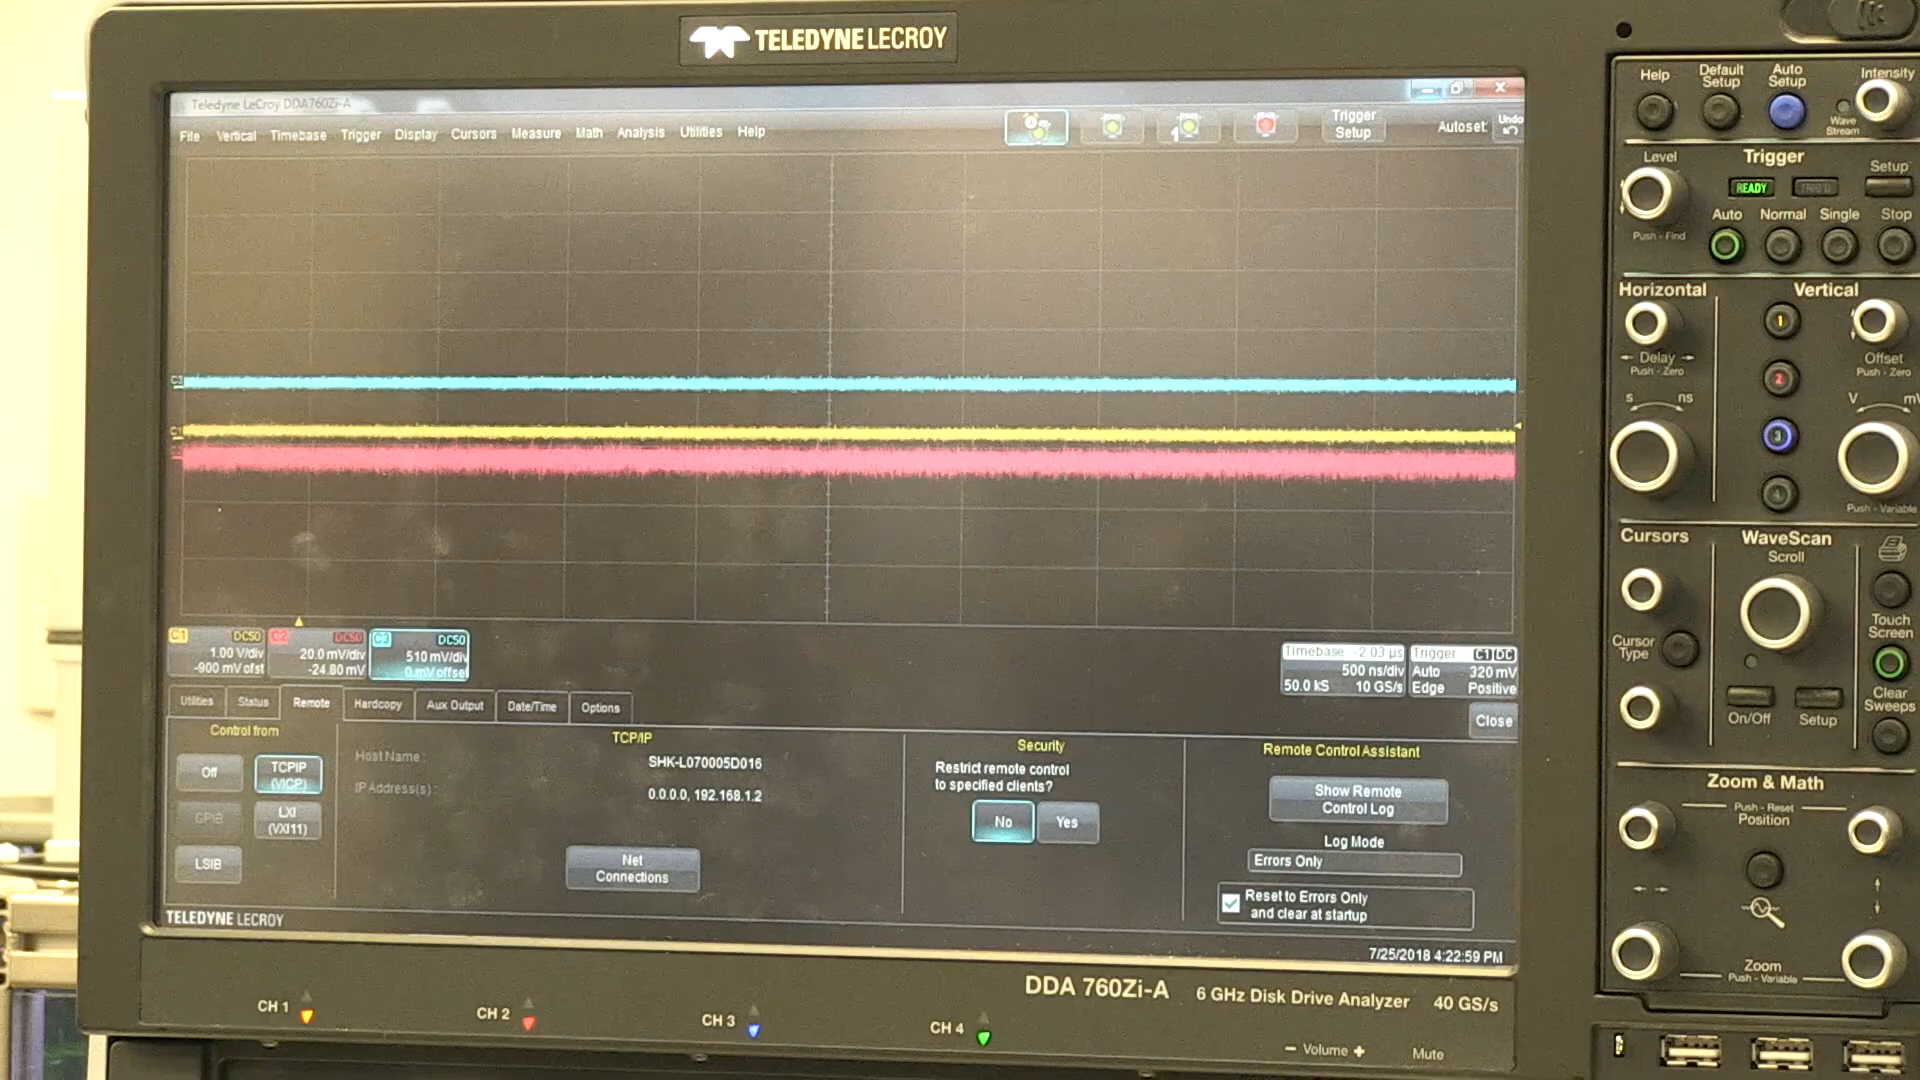 TELEDYNE LECROY
Teledyne LeCroy DDA760Zi-A
File Vertical Timebase Trigger Display Cursors Measure Math Analysis Utilities Help
1
Trigger
Setup
Autoset
Undo
C3
C1
C1 DC50
1.00 V/div
-900 mV ofst
C2 DC50
20.0 mV/div
-24.80 mV
C3 DC50
510 mV/div
0 mV offset
Timebase -2.03 µs
500 ns/div
50.0 kS 10 GS/s
Trigger C1 DC
Auto 320 mV
Edge Positive
Utilities Status Remote Hardcopy Aux Output Date/Time Options
Close
Control from
Off
TCPIP
(VICP)
GPIB
LXI
(VXI11)
LSIB
TCP/IP
Host Name :
SHK-L070005D016
IP Address(s) :
0.0.0.0, 192.168.1.2
Net
Connections
Security
Restrict remote control
to specified clients?
No
Yes
Remote Control Assistant
Show Remote
Control Log
Log Mode
Errors Only
Reset to Errors Only
and clear at startup
TELEDYNE LECROY
7/25/2018 4:22:59 PM
DDA 760Zi-A 6 GHz Disk Drive Analyzer 40 GS/s
CH 1
CH 2
CH 3
CH 4
− Volume +
Mute
Help
Default
Setup
Auto
Setup
Intensity
Wave
Stream
Level
Trigger
Setup
READY
TRIG'D
Push - Find
Auto Normal Single Stop
Horizontal
Vertical
1
Delay
Push - Zero
Offset
Push - Zero
2
s ns
V mV
3
4
Push - Variable
Cursors
WaveScan
Scroll
Touch
Screen
Cursor
Type
Clear
Sweeps
On/Off
Setup
Zoom & Math
Push - Reset
Position
Zoom
Push - Variable